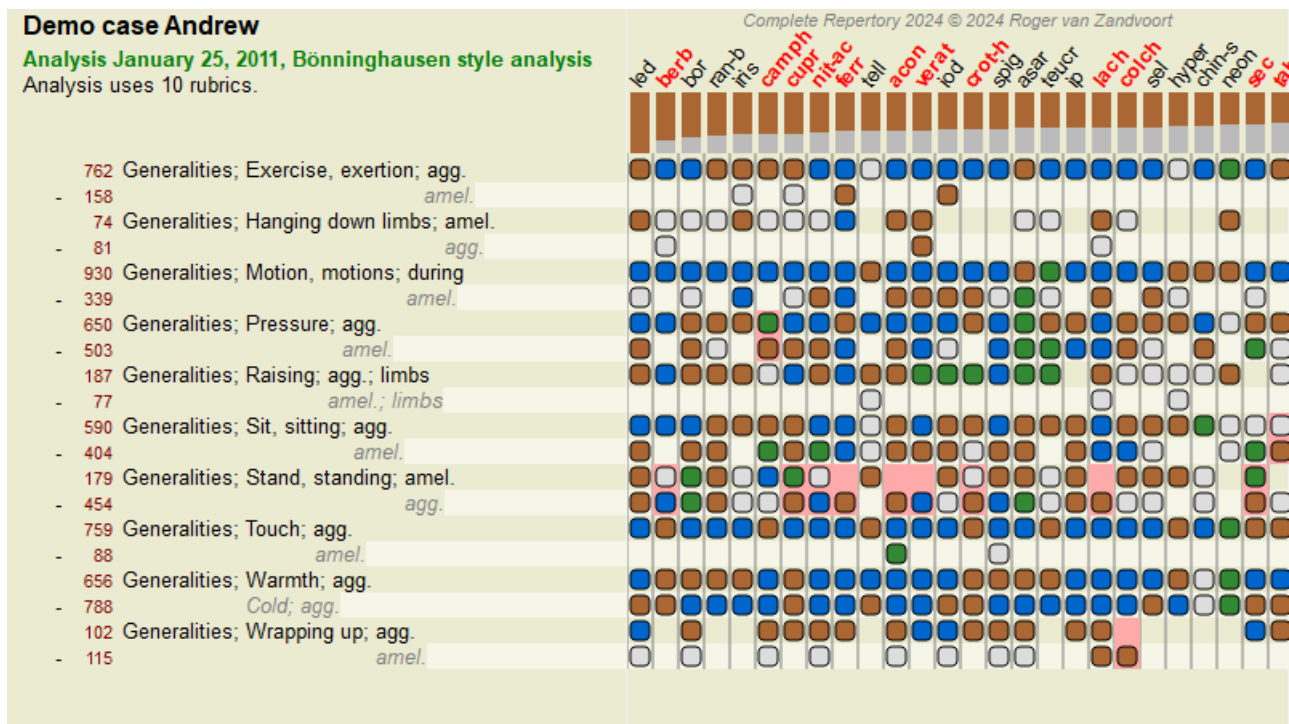 Demo case Andrew
Complete Repertory 2024 © 2024 Roger van Zandvoort
Analysis January 25, 2011, Bönninghausen style analysis
Analysis uses 10 rubrics.
led berb bor ran-b iris camph cupr nit-ac ferr tell acon verat iod crot-h spig asar teucr ip lach colch sel hyper chin-s neon sec tab
762 Generalities; Exercise, exertion; agg.
- 158 amel.
74 Generalities; Hanging down limbs; amel.
- 81 agg.
930 Generalities; Motion, motions; during
- 339 amel.
650 Generalities; Pressure; agg.
- 503 amel.
187 Generalities; Raising; agg.; limbs
- 77 amel.; limbs
590 Generalities; Sit, sitting; agg.
- 404 amel.
179 Generalities; Stand, standing; amel.
- 454 agg.
759 Generalities; Touch; agg.
- 88 amel.
656 Generalities; Warmth; agg.
- 788 Cold; agg.
102 Generalities; Wrapping up; agg.
- 115 amel.